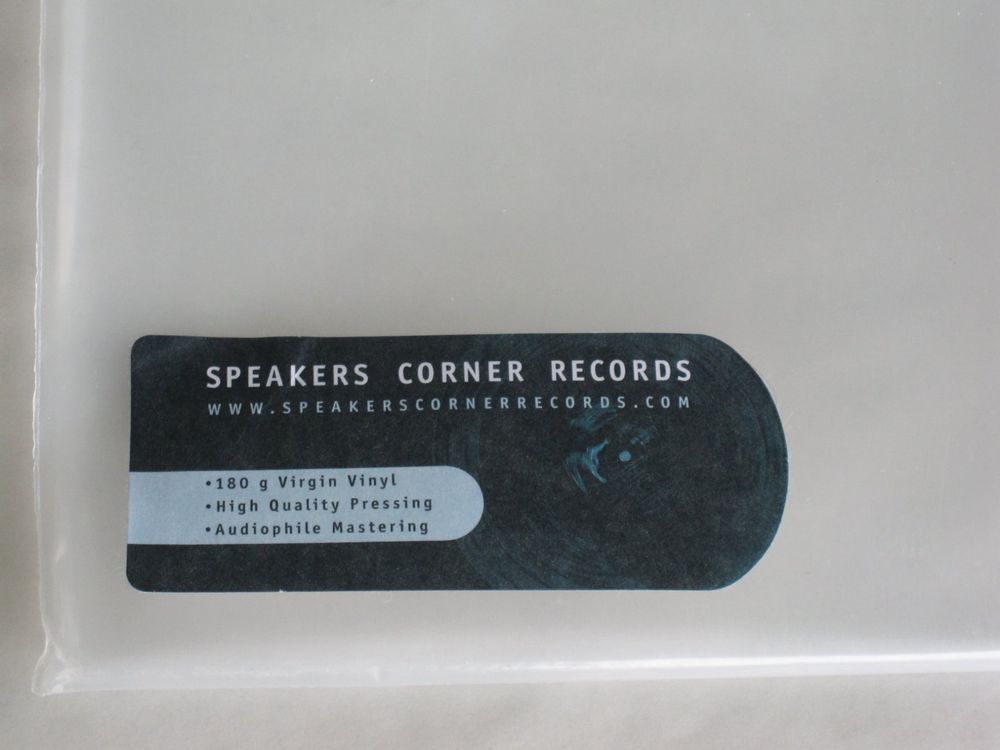 SPEAKERS CORNER RECORDS
WWW.SPEAKERSCORNERRECORDS.COM
•180 g Virgin Vinyl
•High Quality Pressing
•Audiophile Mastering